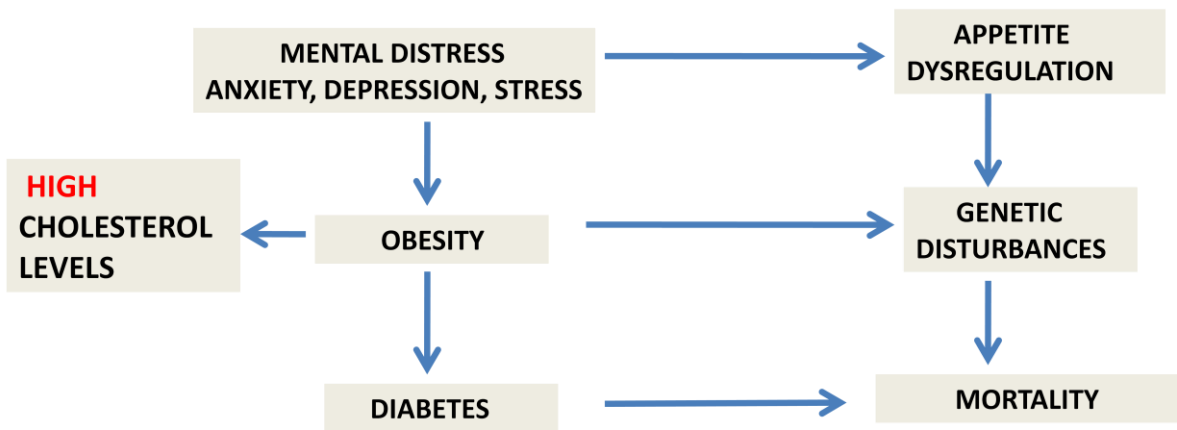 MENTAL DISTRESS
ANXIETY, DEPRESSION, STRESS
APPETITE
DYSREGULATION
HIGH
CHOLESTEROL
LEVELS
OBESITY
GENETIC
DISTURBANCES
DIABETES
MORTALITY